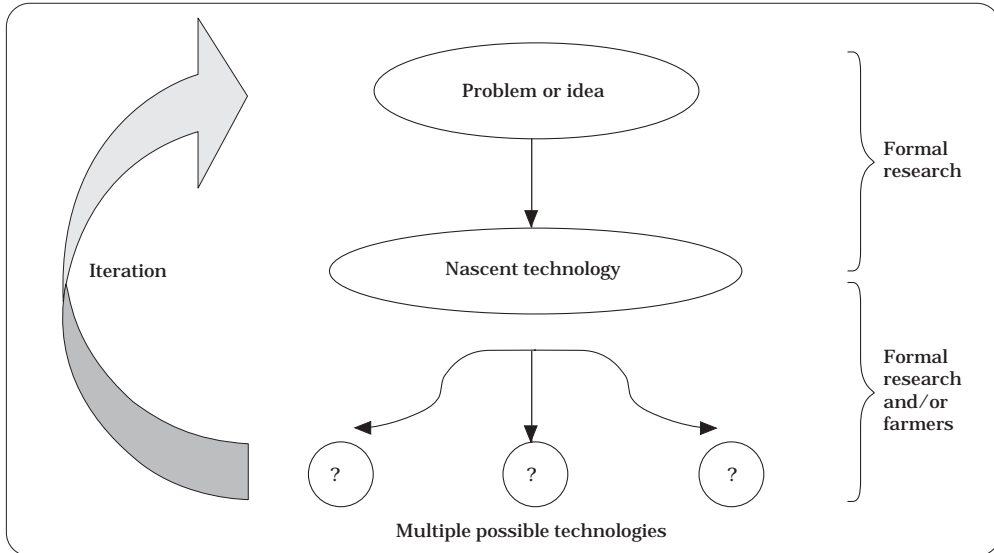 Problem or idea
Formal
research
Iteration
Nascent technology
Formal
research
and/or
farmers
?
?
?
Multiple possible technologies